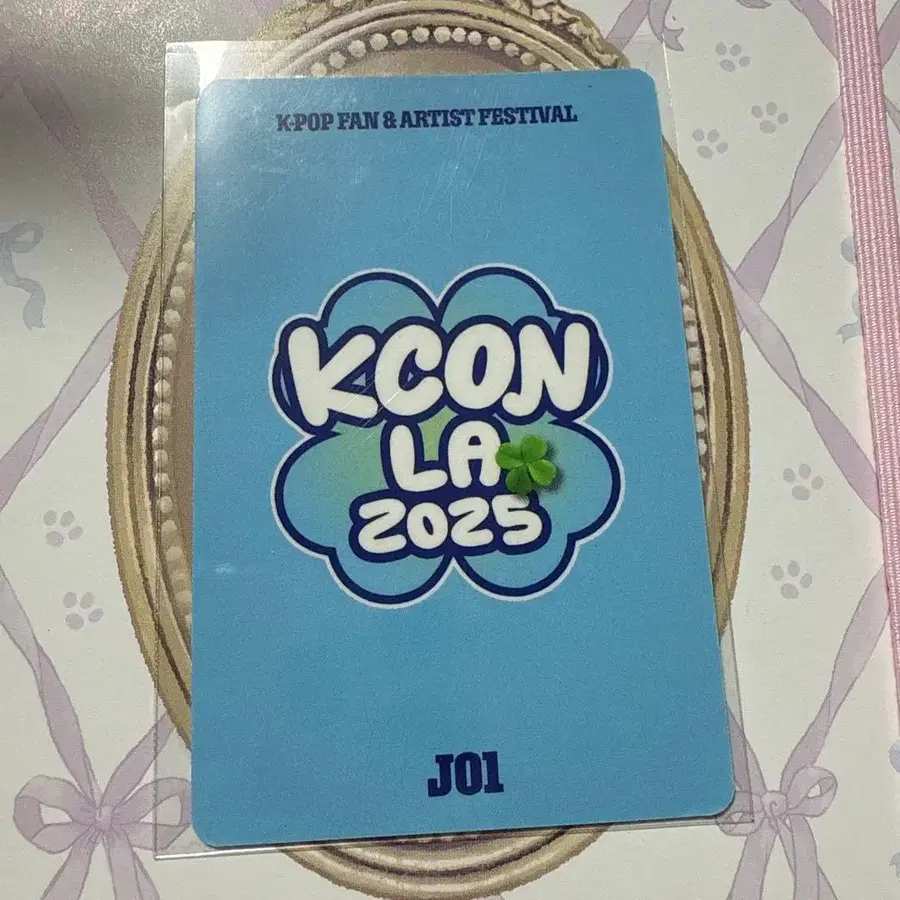 K-POP FAN & ARTIST FESTIVAL
KCON
LA
2025
JO1